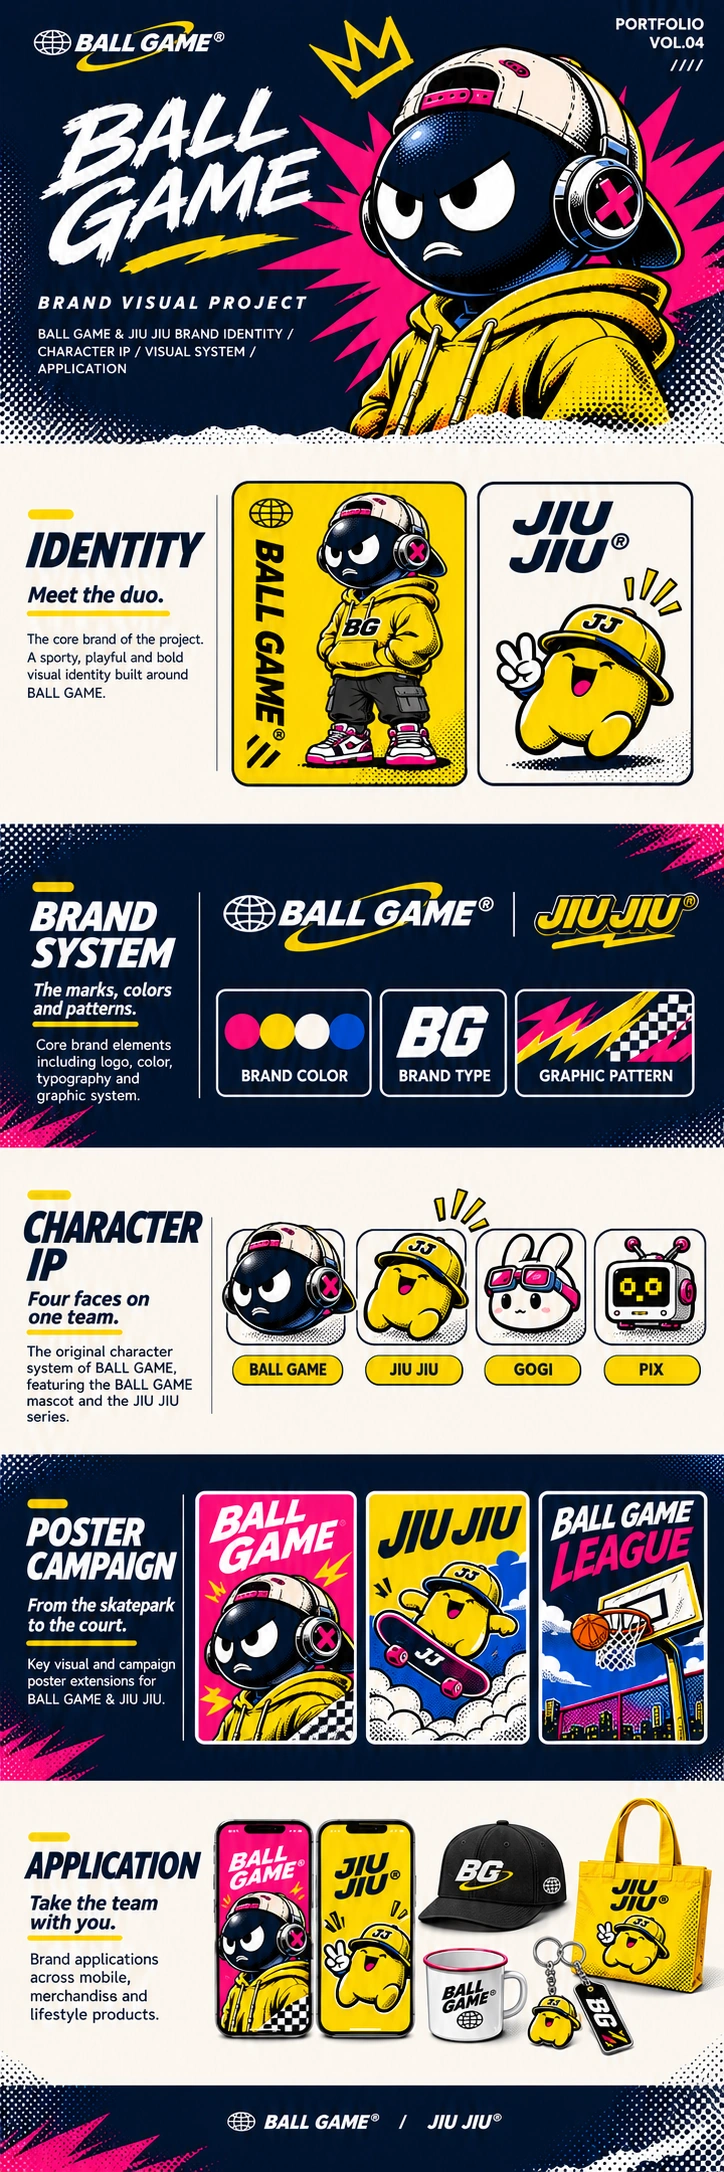 BALL GAME®
PORTFOLIO
VOL.04
////
BALL
GAME
BRAND VISUAL PROJECT
BALL GAME & JIU JIU BRAND IDENTITY /
CHARACTER IP / VISUAL SYSTEM /
APPLICATION
IDENTITY
Meet the duo.
The core brand of the project.
A sporty, playful and bold
visual identity built around
BALL GAME.
BALL GAME®
BG
JIU
JIU®
JJ
BRAND
SYSTEM
The marks, colors
and patterns.
Core brand elements
including logo, color,
typography and
graphic system.
BALL GAME®
JIU JIU®
BRAND COLOR
BG
BRAND TYPE
GRAPHIC PATTERN
CHARACTER
IP
Four faces on
one team.
The original character
system of BALL GAME,
featuring the BALL GAME
mascot and the JIU JIU
series.
JJ
BALL GAME
JIU JIU
GOGI
PIX
POSTER
CAMPAIGN
From the skatepark
to the court.
Key visual and campaign
poster extensions for
BALL GAME & JIU JIU.
BALL
GAME®
JIU JIU
JJ
JJ
BALL GAME
LEAGUE
APPLICATION
Take the team
with you.
Brand applications
across mobile,
merchandise and
lifestyle products.
BALL
GAME®
JIU
JIU®
JJ
BG
BALL
GAME®
JIU
JIU®
JJ
JJ
BG
BALL GAME® / JIU JIU®